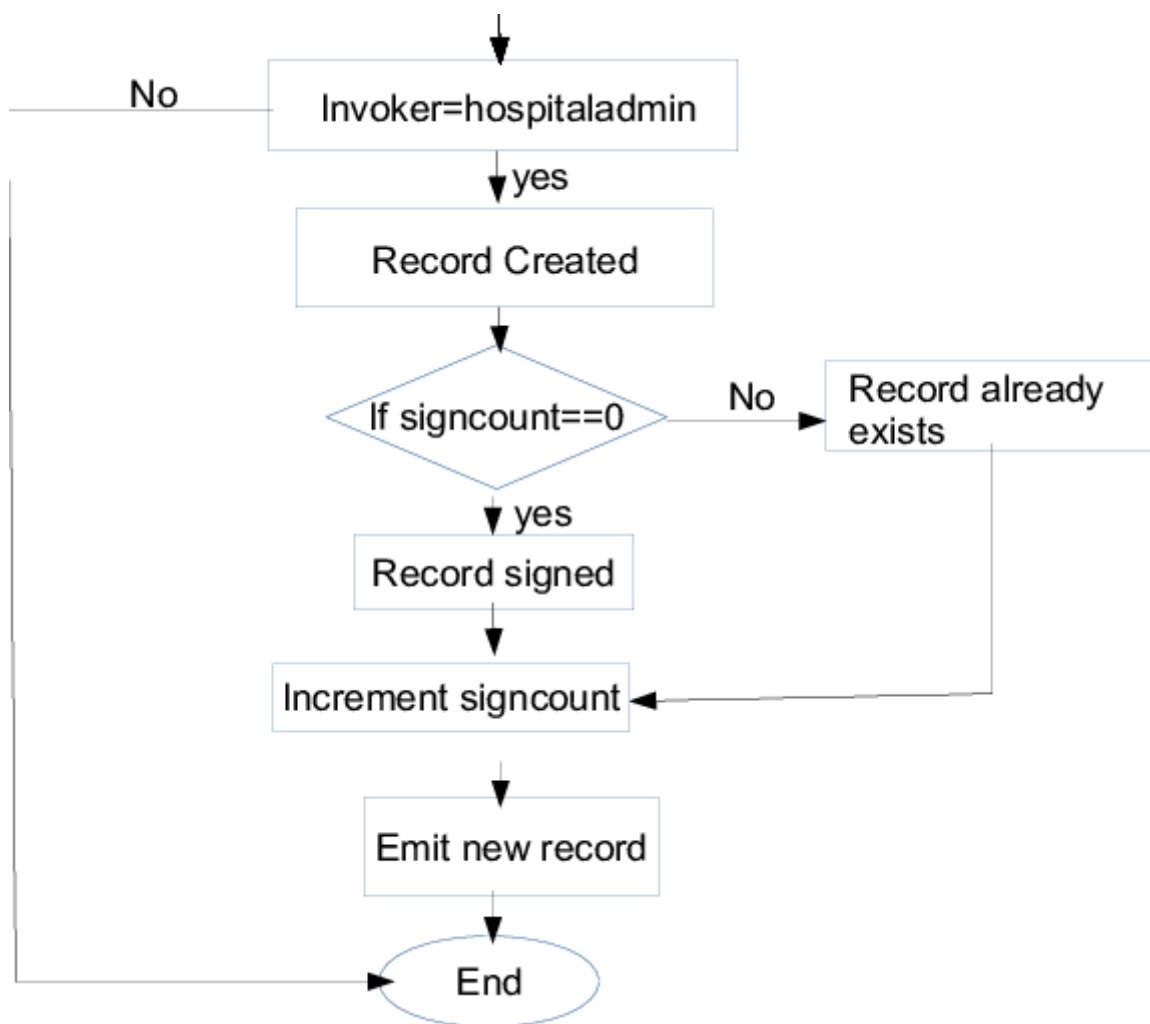 No
Invoker=hospitaladmin
yes
Record Created
If signcount==0
No
Record already
exists
yes
Record signed
Increment signcount
Emit new record
End